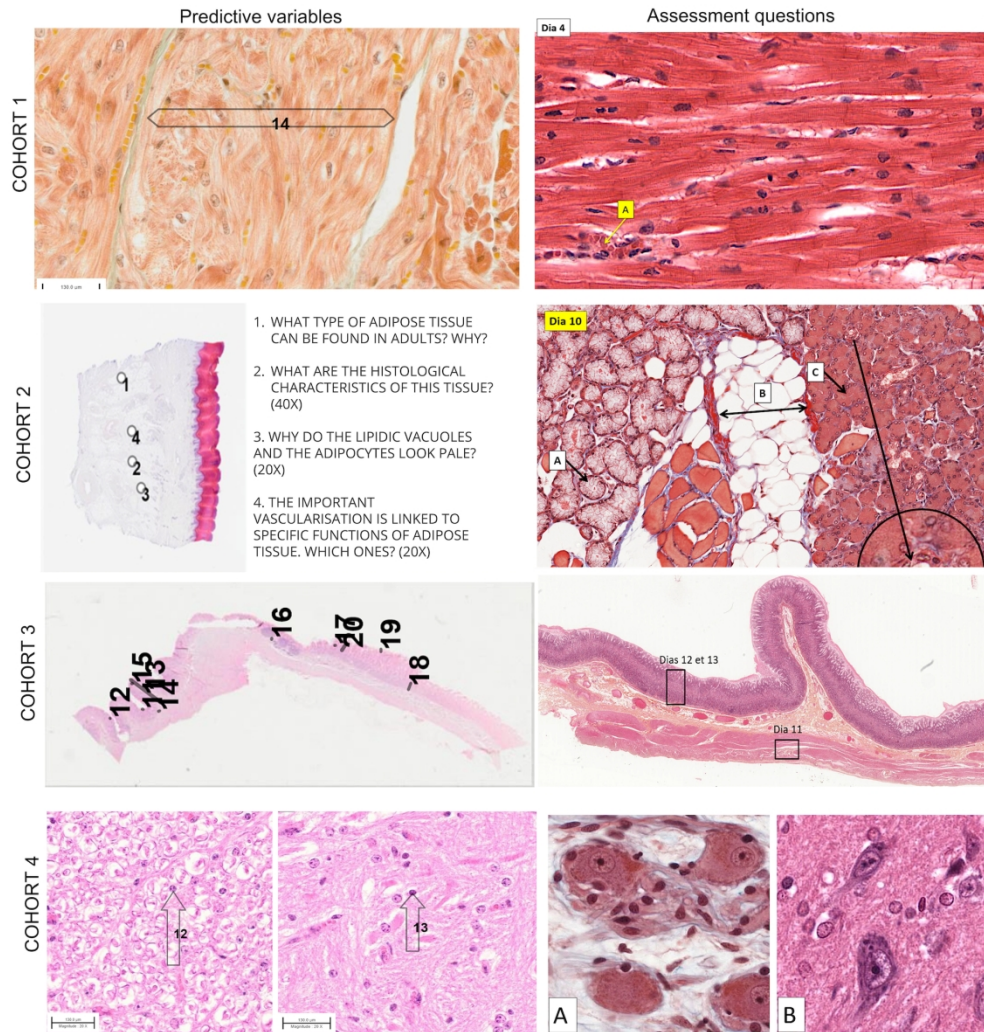 Predictive variables
Assessment questions
COHORT 1
14
Dia 4
A
COHORT 2
1
4
2
3
1. WHAT TYPE OF ADIPOSE TISSUE
CAN BE FOUND IN ADULTS? WHY?
2. WHAT ARE THE HISTOLOGICAL
CHARACTERISTICS OF THIS TISSUE?
(40X)
3. WHY DO THE LIPIDIC VACUOLES
AND THE ADIPOCYTES LOOK PALE?
(20X)
4. THE IMPORTANT
VASCULARISATION IS LINKED TO
SPECIFIC FUNCTIONS OF ADIPOSE
TISSUE. WHICH ONES? (20X)
Dia 10
A
B
C
COHORT 3
12
15
13
14
16
17
20
19
18
Dias 12 et 13
Dia 11
COHORT 4
12
13
A
B